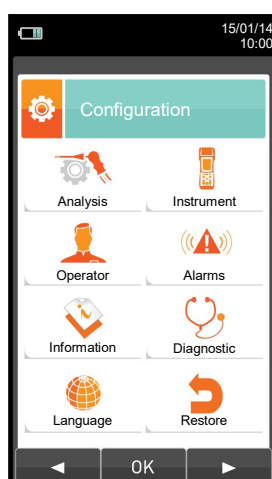 15/01/14
10:00
Configuration
Analysis Instrument
Operator Alarms
Information Diagnostic
Language Restore
OK